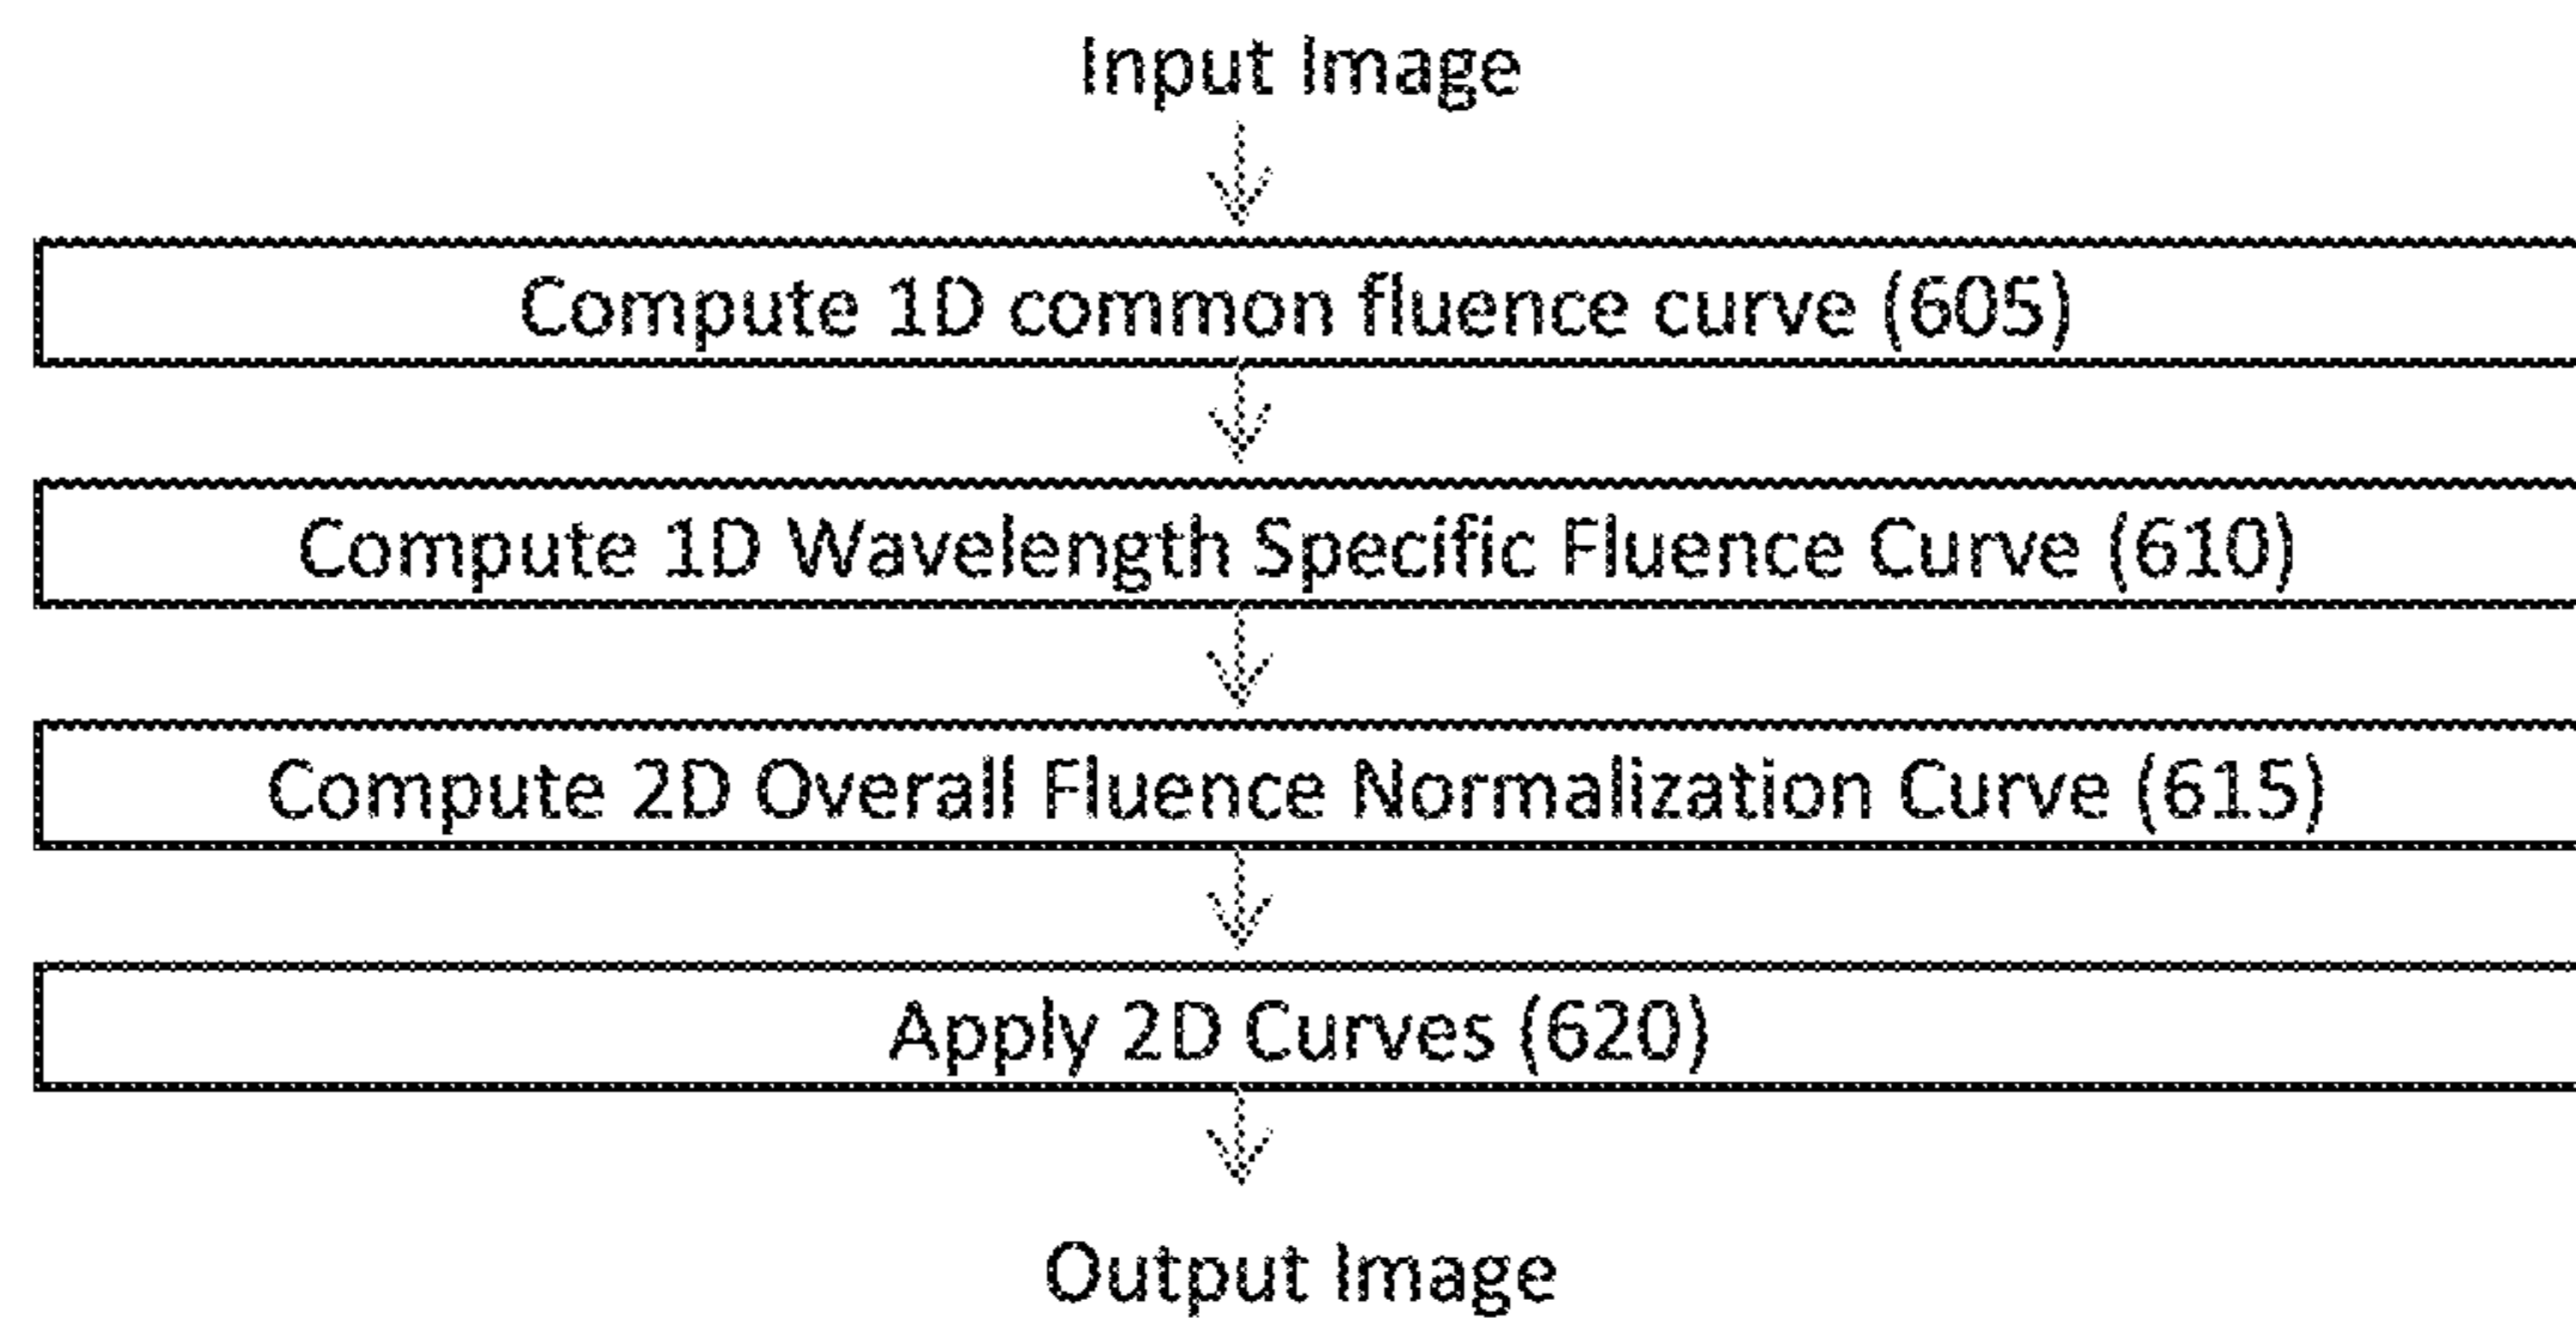 Input Image
Compute 1D common fluence curve (605)
Compute 1D Wavelength Specific Fluence Curve (610)
Compute 2D Overall Fluence Normalization Curve (615)
Apply 2D Curves (620)
Output Image